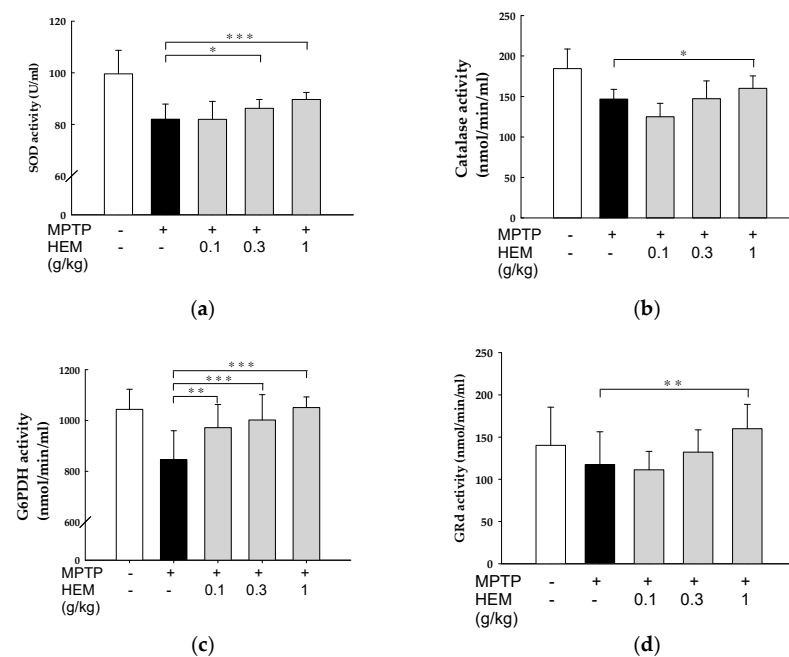 120
* * *
*
100
80
60
0
SOD activity (U/ml)
MPTP - + + + +
HEM - - 0.1 0.3 1
(g/kg)
(a)
250
200
*
150
100
50
0
Catalase activity
(nmol/min/ml)
MPTP - + + + +
HEM - - 0.1 0.3 1
(g/kg)
(b)
1200
* * *
* * *
* *
1000
800
600
0
G6PDH activity
(nmol/min/ml)
MPTP - + + + +
HEM - - 0.1 0.3 1
(g/kg)
(c)
250
* *
200
150
100
50
0
GRd activity (nmol/min/ml)
MPTP - + + + +
HEM - - 0.1 0.3 1
(g/kg)
(d)